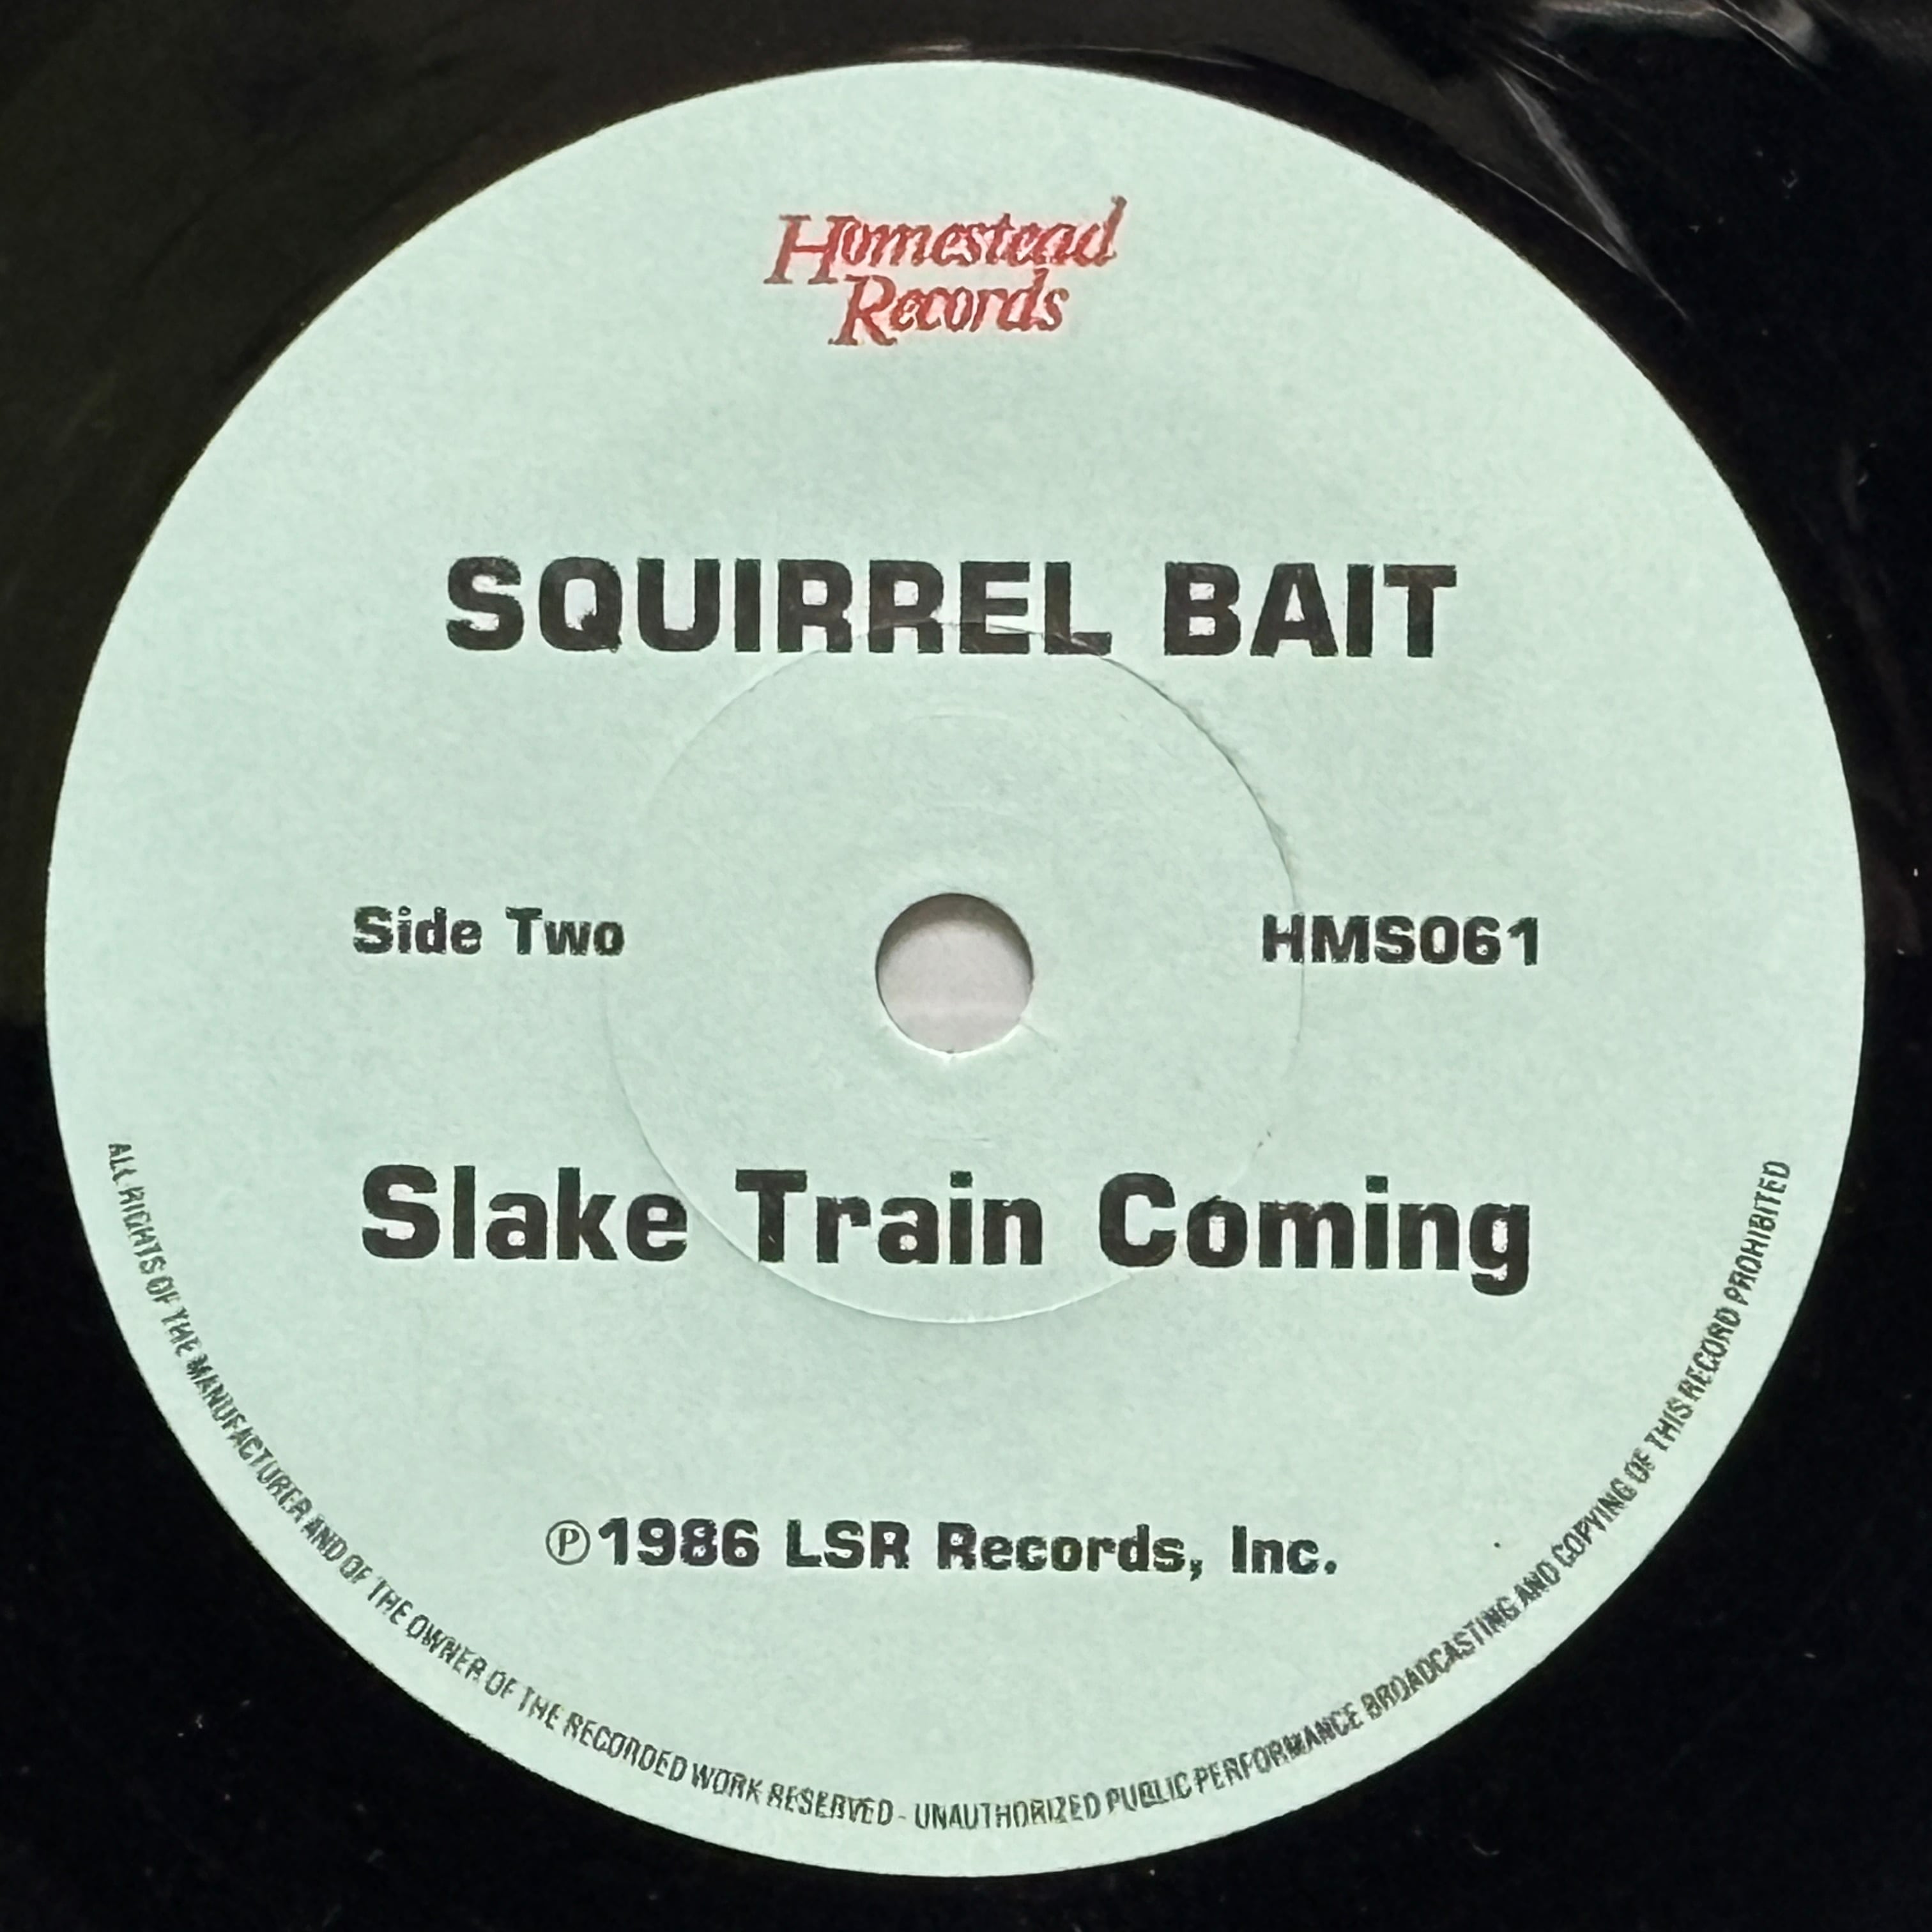 Homestead
Records
SQUIRREL BAIT
Side Two
HMS061
Slake Train Coming
℗1986 LSR Records, Inc.
ALL RIGHTS OF THE MANUFACTURER AND OF THE OWNER OF THE RECORDED WORK RESERVED - UNAUTHORIZED PUBLIC PERFORMANCE BROADCASTING AND COPYING OF THIS RECORD PROHIBITED